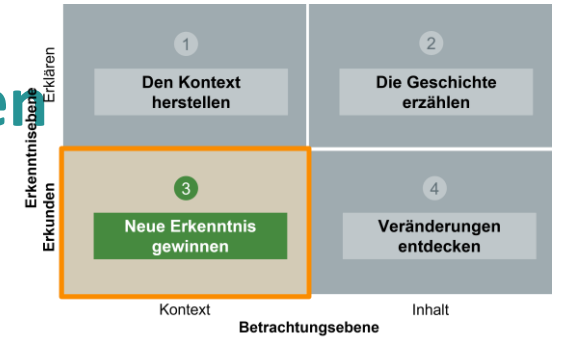 1
Den Kontext
herstellen
2
Die Geschichte
erzählen
3
Neue Erkenntnis
gewinnen
4
Veränderungen
entdecken
en
Erkenntnisebene
Erklären
Erkunden
Kontext
Inhalt
Betrachtungsebene